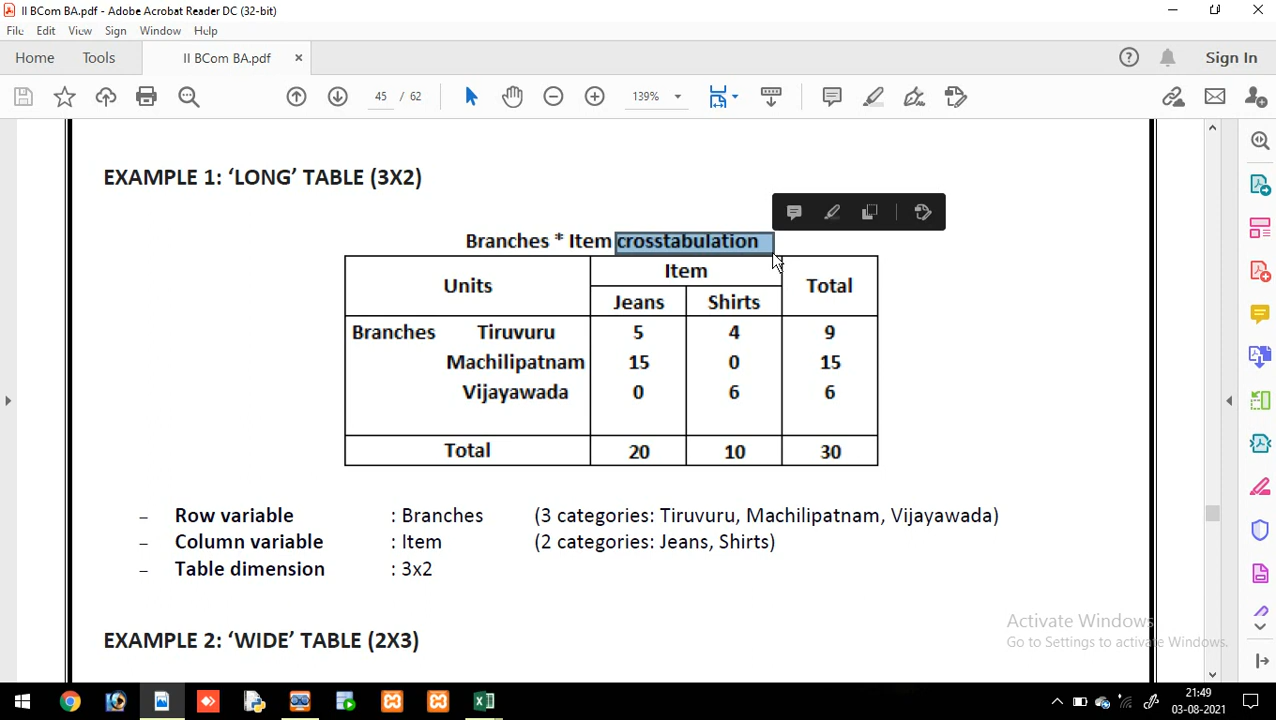 II BCom BA.pdf - Adobe Acrobat Reader DC (32-bit)
File Edit View Sign Window Help
Home Tools II BCom BA.pdf × Sign In
45 / 62 139%
EXAMPLE 1: ‘LONG’ TABLE (3X2)
Branches * Item crosstabulation
Units Item Total
Jeans Shirts
Branches Tiruvuru 5 4 9
Machilipatnam 15 0 15
Vijayawada 0 6 6
Total 20 10 30
– Row variable : Branches (3 categories: Tiruvuru, Machilipatnam, Vijayawada)
– Column variable : Item (2 categories: Jeans, Shirts)
– Table dimension : 3x2
Activate Windows
Go to Settings to activate Windows.
EXAMPLE 2: ‘WIDE’ TABLE (2X3)
21:49
03-08-2021